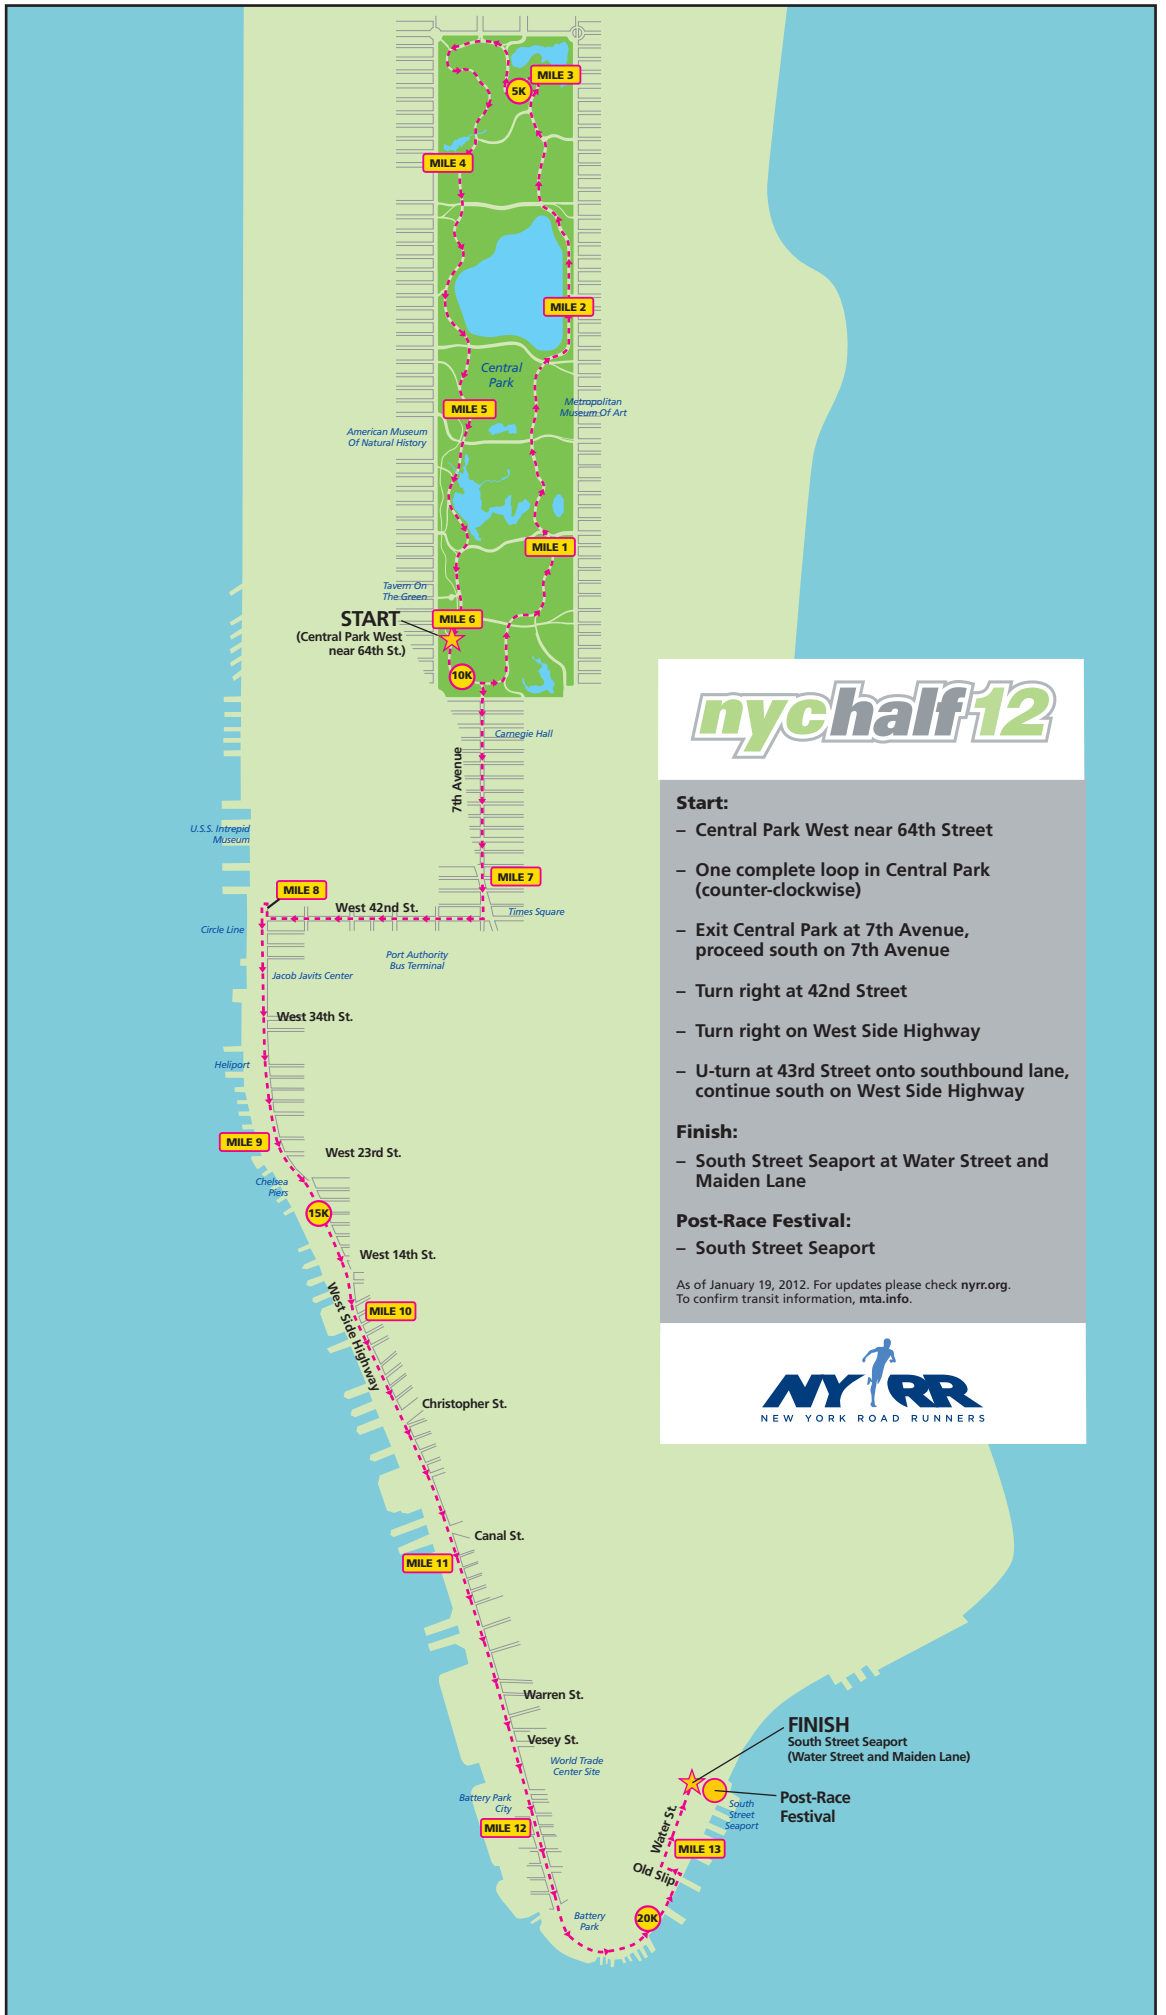 MILE 3
5K
MILE 4
MILE 2
Central
Park
MILE 5
Metropolitan
Museum Of Art
American Museum
Of Natural History
MILE 1
Tavern On
The Green
START
(Central Park West
near 64th St.)
MILE 6
10K
Carnegie Hall
7th Avenue
U.S.S. Intrepid
Museum
MILE 7
MILE 8
West 42nd St.
Times Square
Circle Line
Port Authority
Bus Terminal
Jacob Javits Center
West 34th St.
Heliport
MILE 9
West 23rd St.
Chelsea
Piers
15K
West 14th St.
West Side Highway
MILE 10
Christopher St.
Canal St.
MILE 11
Warren St.
Vesey St.
World Trade
Center Site
Battery Park
City
MILE 12
Battery
Park
20K
Old Slip
MILE 13
Water St.
South
Street
Seaport
FINISH
South Street Seaport
(Water Street and Maiden Lane)
Post-Race
Festival
nychalf12
Start:
– Central Park West near 64th Street
– One complete loop in Central Park
(counter-clockwise)
– Exit Central Park at 7th Avenue,
proceed south on 7th Avenue
– Turn right at 42nd Street
– Turn right on West Side Highway
– U-turn at 43rd Street onto southbound lane,
continue south on West Side Highway
Finish:
– South Street Seaport at Water Street and
Maiden Lane
Post-Race Festival:
– South Street Seaport
As of January 19, 2012. For updates please check nyrr.org.
To confirm transit information, mta.info.
NYRR
NEW YORK ROAD RUNNERS